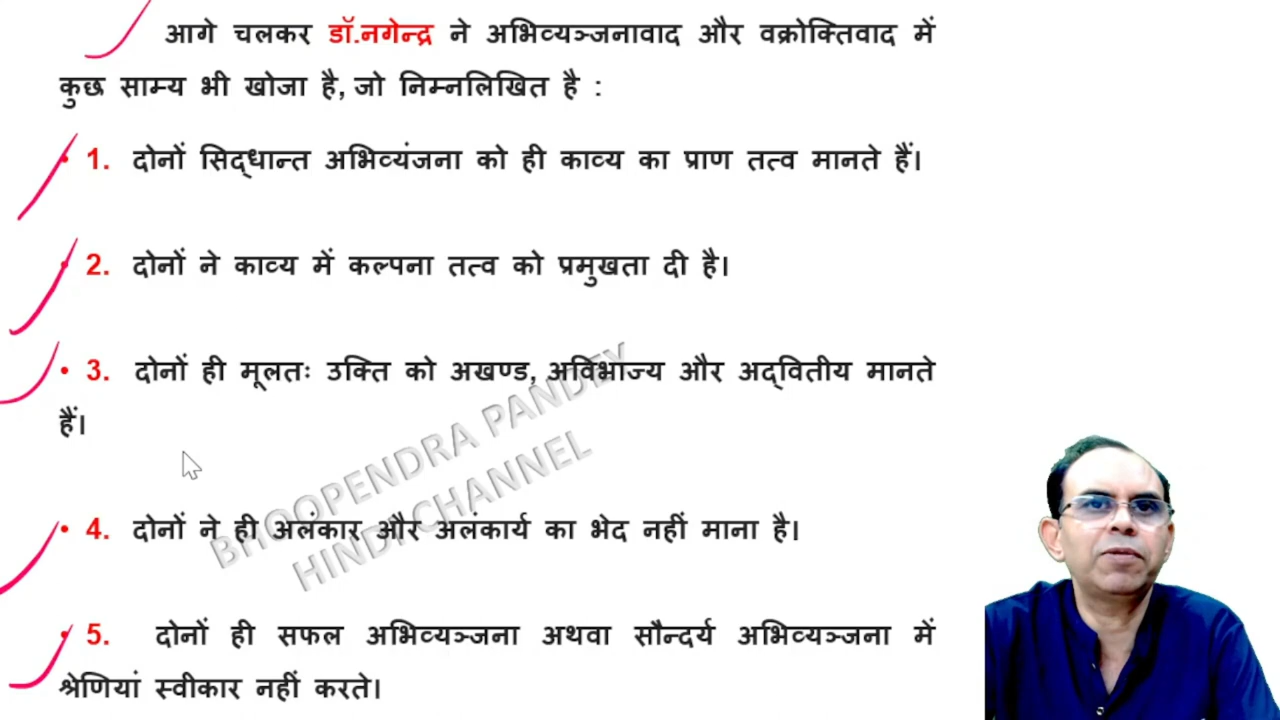 आगे चलकर डॉ.नगेन्द्र ने अभिव्यञ्जनावाद और वक्रोक्तिवाद में
कुछ साम्य भी खोजा है, जो निम्नलिखित है :
• 1. दोनों सिद्धान्त अभिव्यंजना को ही काव्य का प्राण तत्व मानते हैं।
• 2. दोनों ने काव्य में कल्पना तत्व को प्रमुखता दी है।
• 3. दोनों ही मूलतः उक्ति को अखण्ड, अविभाज्य और अद्वितीय मानते
हैं।
• 4. दोनों ने ही अलंकार और अलंकार्य का भेद नहीं माना है।
• 5. दोनों ही सफल अभिव्यञ्जना अथवा सौन्दर्य अभिव्यञ्जना में
श्रेणियां स्वीकार नहीं करते।
BHOOPENDRA PANDEY
HINDI CHANNEL